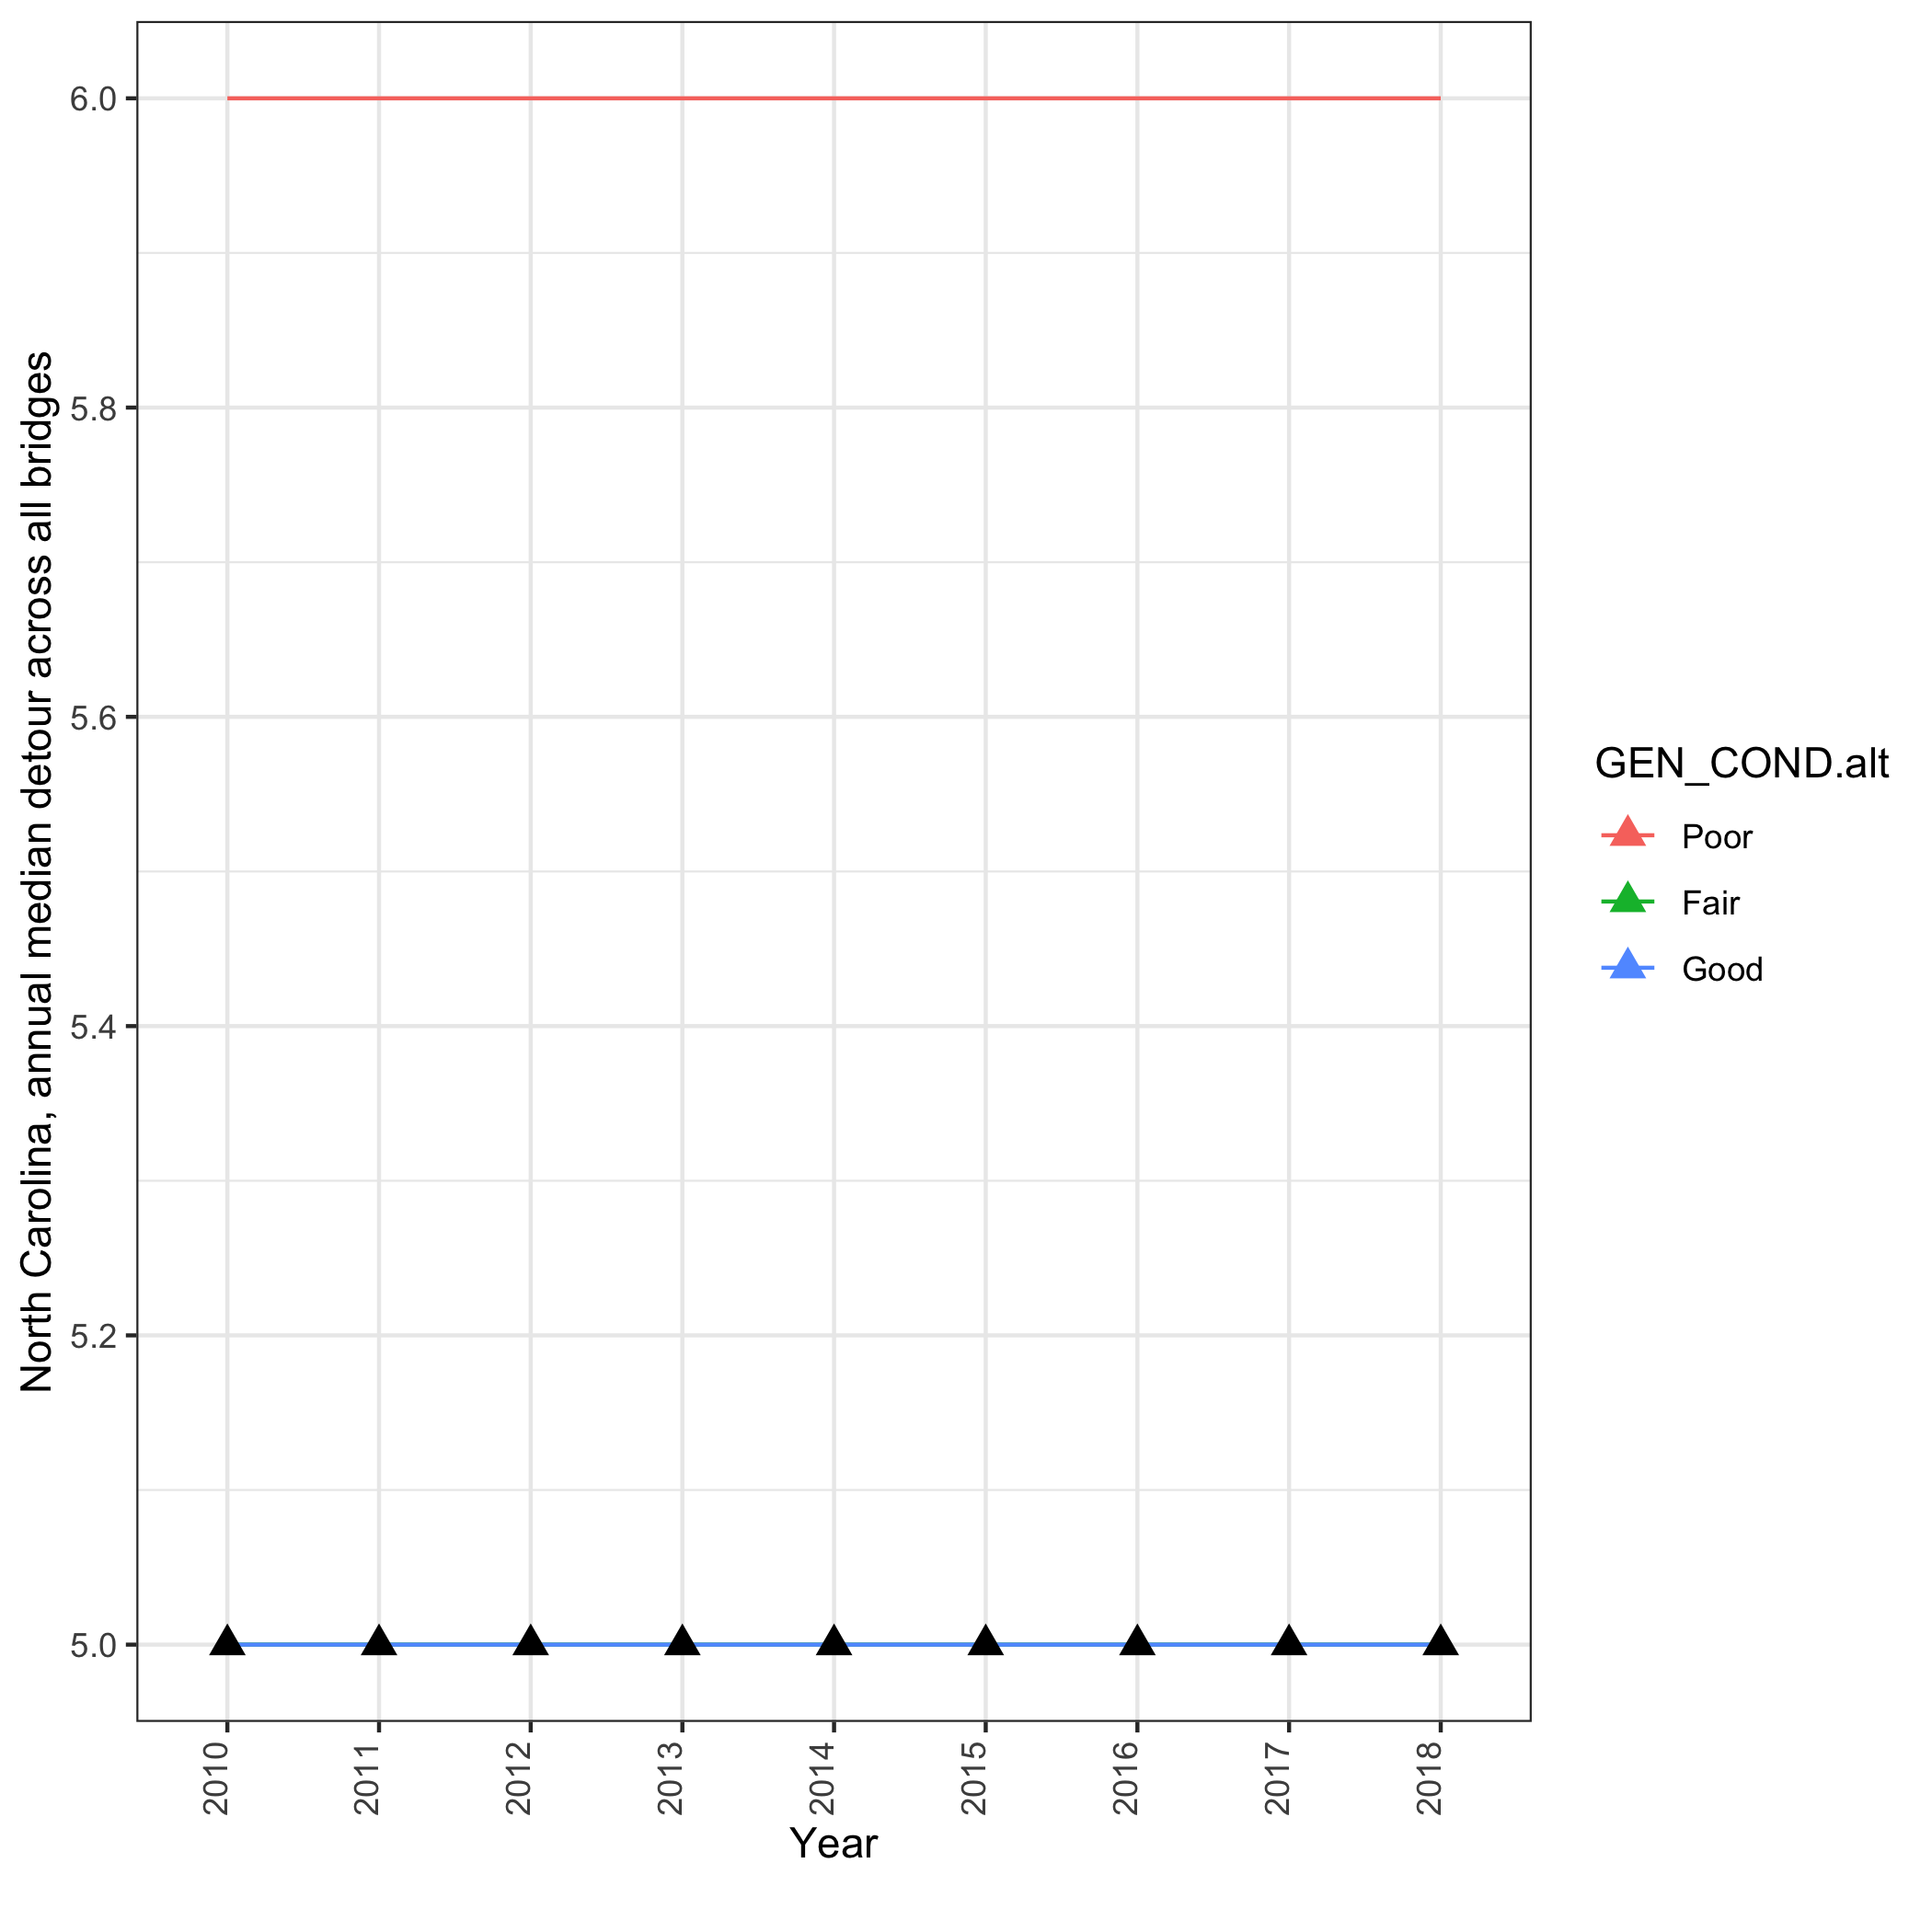 North Carolina, annual median detour across all bridges
6.0
5.8
5.6
5.4
5.2
5.0
2010
2011
2012
2013
2014
2015
2016
2017
2018
Year
GEN_COND.alt
Poor
Fair
Good